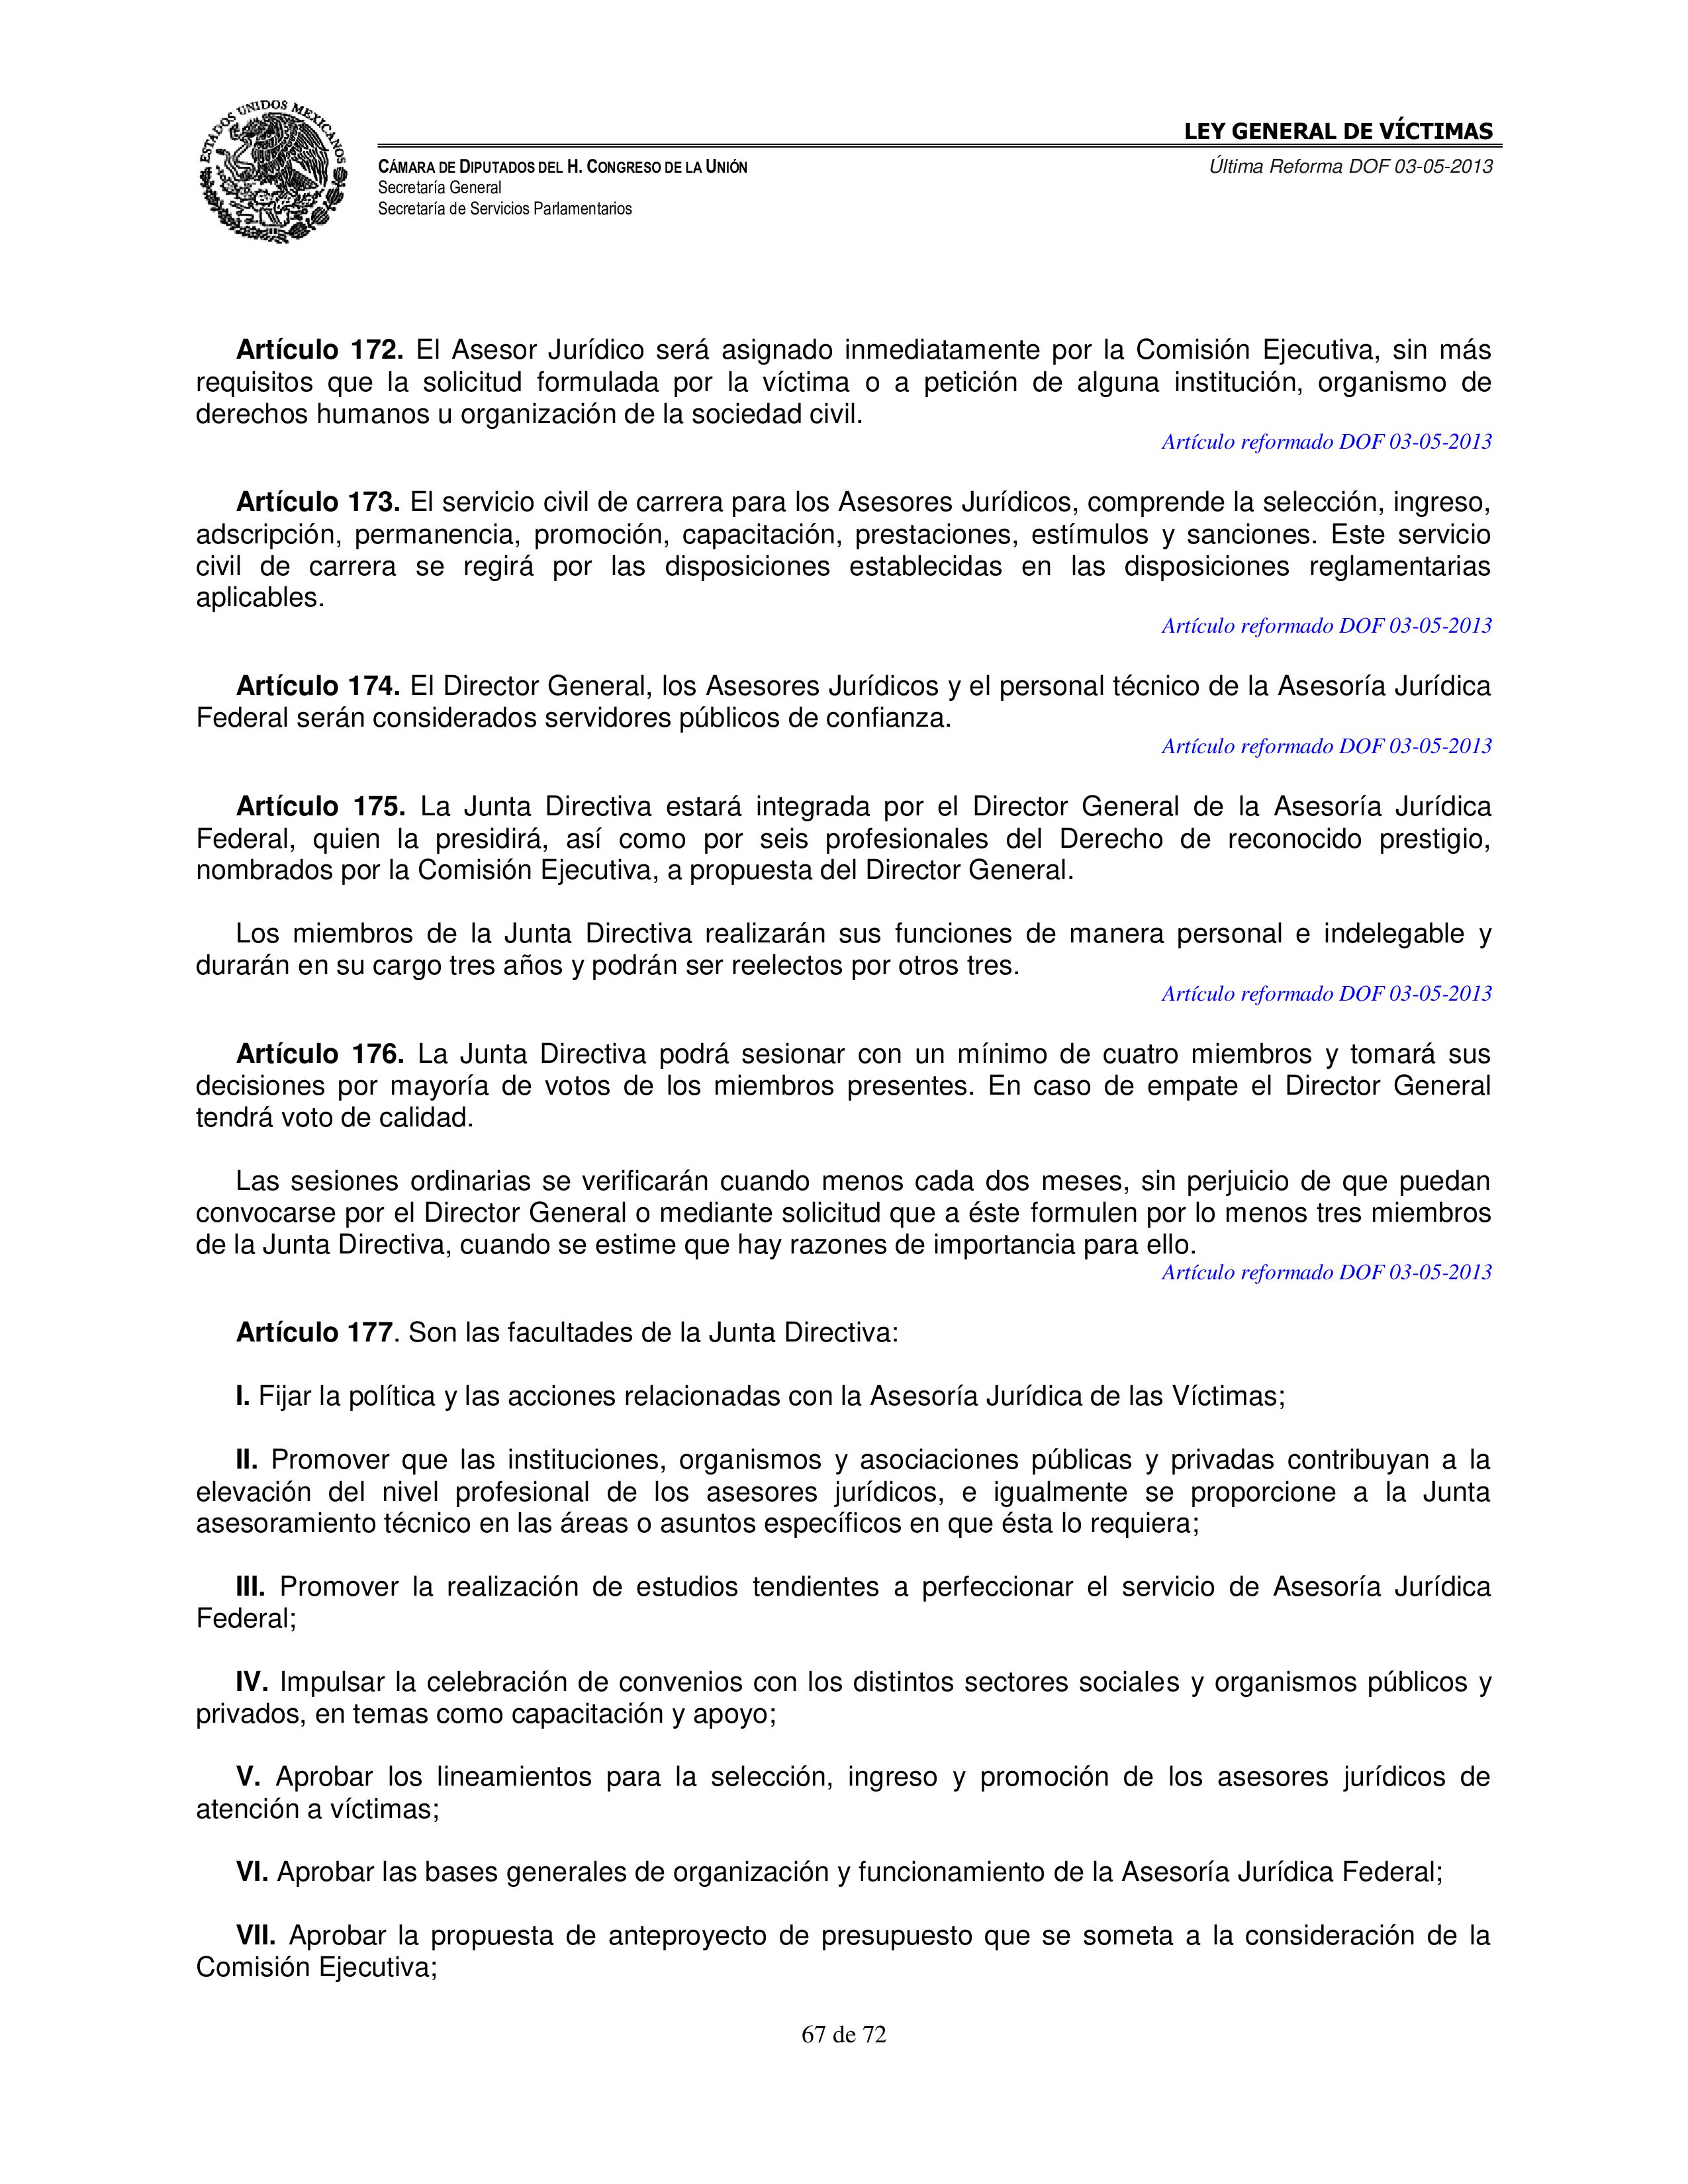 ESTADOS UNIDOS MEXICANOS
LEY GENERAL DE VÍCTIMAS
CÁMARA DE DIPUTADOS DEL H. CONGRESO DE LA UNIÓN
Última Reforma DOF 03-05-2013
Secretaría General
Secretaría de Servicios Parlamentarios
Artículo 172. El Asesor Jurídico será asignado inmediatamente por la Comisión Ejecutiva, sin más
requisitos que la solicitud formulada por la víctima o a petición de alguna institución, organismo de
derechos humanos u organización de la sociedad civil.
Artículo reformado DOF 03-05-2013
Artículo 173. El servicio civil de carrera para los Asesores Jurídicos, comprende la selección, ingreso,
adscripción, permanencia, promoción, capacitación, prestaciones, estímulos y sanciones. Este servicio
civil de carrera se regirá por las disposiciones establecidas en las disposiciones reglamentarias
aplicables.
Artículo reformado DOF 03-05-2013
Artículo 174. El Director General, los Asesores Jurídicos y el personal técnico de la Asesoría Jurídica
Federal serán considerados servidores públicos de confianza.
Artículo reformado DOF 03-05-2013
Artículo 175. La Junta Directiva estará integrada por el Director General de la Asesoría Jurídica
Federal, quien la presidirá, así como por seis profesionales del Derecho de reconocido prestigio,
nombrados por la Comisión Ejecutiva, a propuesta del Director General.
Los miembros de la Junta Directiva realizarán sus funciones de manera personal e indelegable y
durarán en su cargo tres años y podrán ser reelectos por otros tres.
Artículo reformado DOF 03-05-2013
Artículo 176. La Junta Directiva podrá sesionar con un mínimo de cuatro miembros y tomará sus
decisiones por mayoría de votos de los miembros presentes. En caso de empate el Director General
tendrá voto de calidad.
Las sesiones ordinarias se verificarán cuando menos cada dos meses, sin perjuicio de que puedan
convocarse por el Director General o mediante solicitud que a éste formulen por lo menos tres miembros
de la Junta Directiva, cuando se estime que hay razones de importancia para ello.
Artículo reformado DOF 03-05-2013
Artículo 177. Son las facultades de la Junta Directiva:
I. Fijar la política y las acciones relacionadas con la Asesoría Jurídica de las Víctimas;
II. Promover que las instituciones, organismos y asociaciones públicas y privadas contribuyan a la
elevación del nivel profesional de los asesores jurídicos, e igualmente se proporcione a la Junta
asesoramiento técnico en las áreas o asuntos específicos en que ésta lo requiera;
III. Promover la realización de estudios tendientes a perfeccionar el servicio de Asesoría Jurídica
Federal;
IV. Impulsar la celebración de convenios con los distintos sectores sociales y organismos públicos y
privados, en temas como capacitación y apoyo;
V. Aprobar los lineamientos para la selección, ingreso y promoción de los asesores jurídicos de
atención a víctimas;
VI. Aprobar las bases generales de organización y funcionamiento de la Asesoría Jurídica Federal;
VII. Aprobar la propuesta de anteproyecto de presupuesto que se someta a la consideración de la
Comisión Ejecutiva;
67 de 72